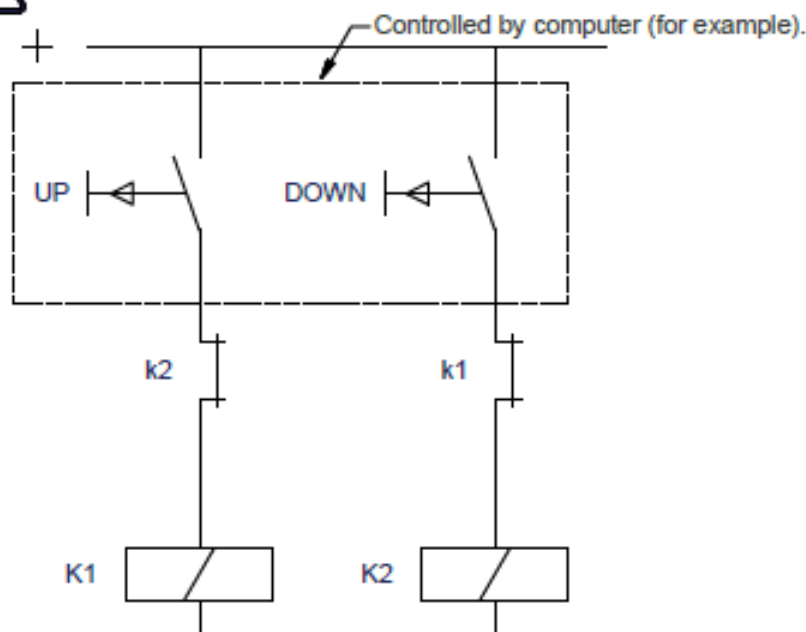 Controlled by computer (for example).
+
UP
DOWN
k2
k1
K1
K2